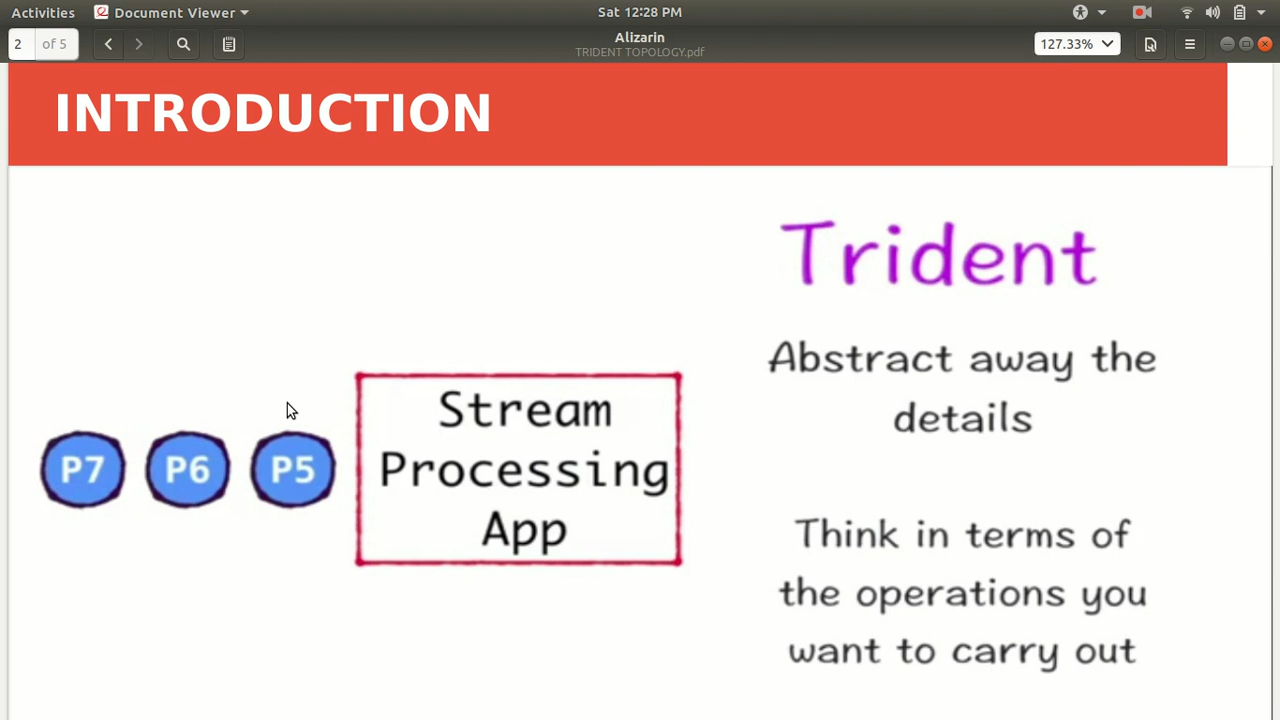 Activities
Document Viewer
Sat 12:28 PM
2 of 5
Alizarin
TRIDENT TOPOLOGY.pdf
127.33%
INTRODUCTION
Trident
Abstract away the
details
P7 P6 P5
Stream
Processing
App
Think in terms of
the operations you
want to carry out